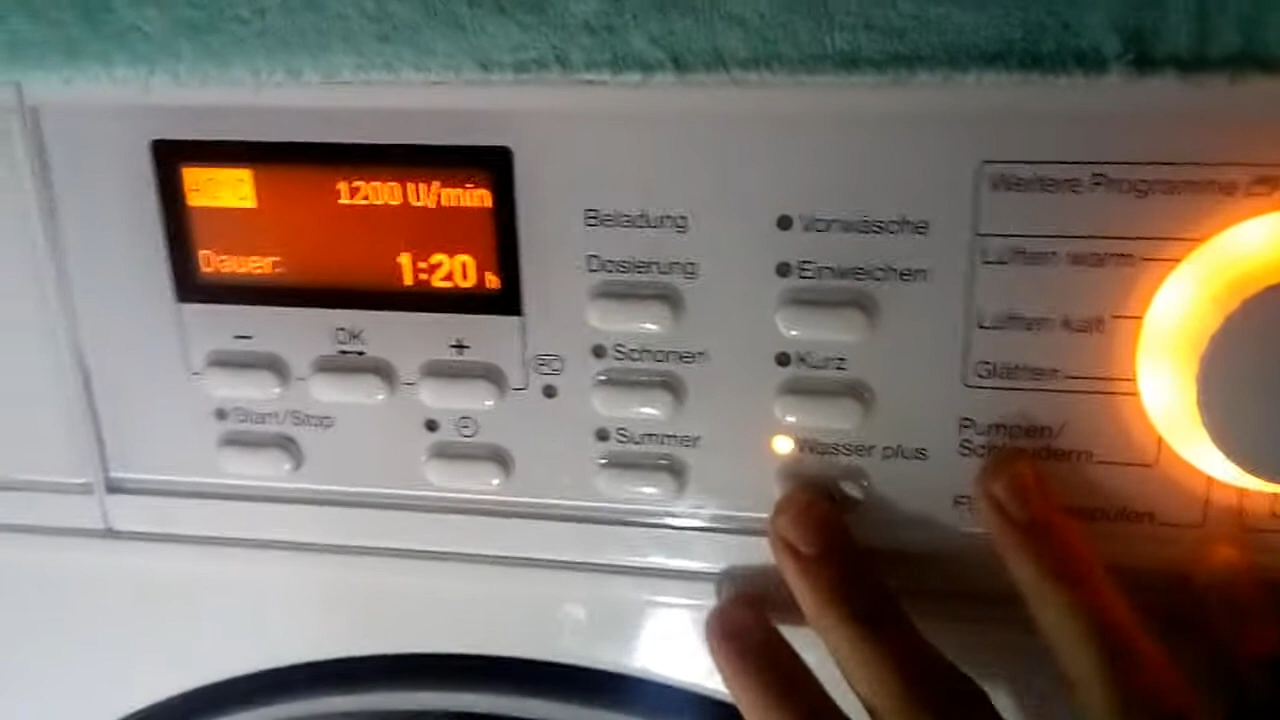 1200 U/min
Dauer: 1:20 h
OK
Start/Stop
PC
Beladung
Dosierung
Schonen
Summer
Vorwäsche
Einweichen
Kurz
Wasser plus
Weitere Programme
Lüften warm
Lüften kalt
Glätten
Pumpen/
Schleudern